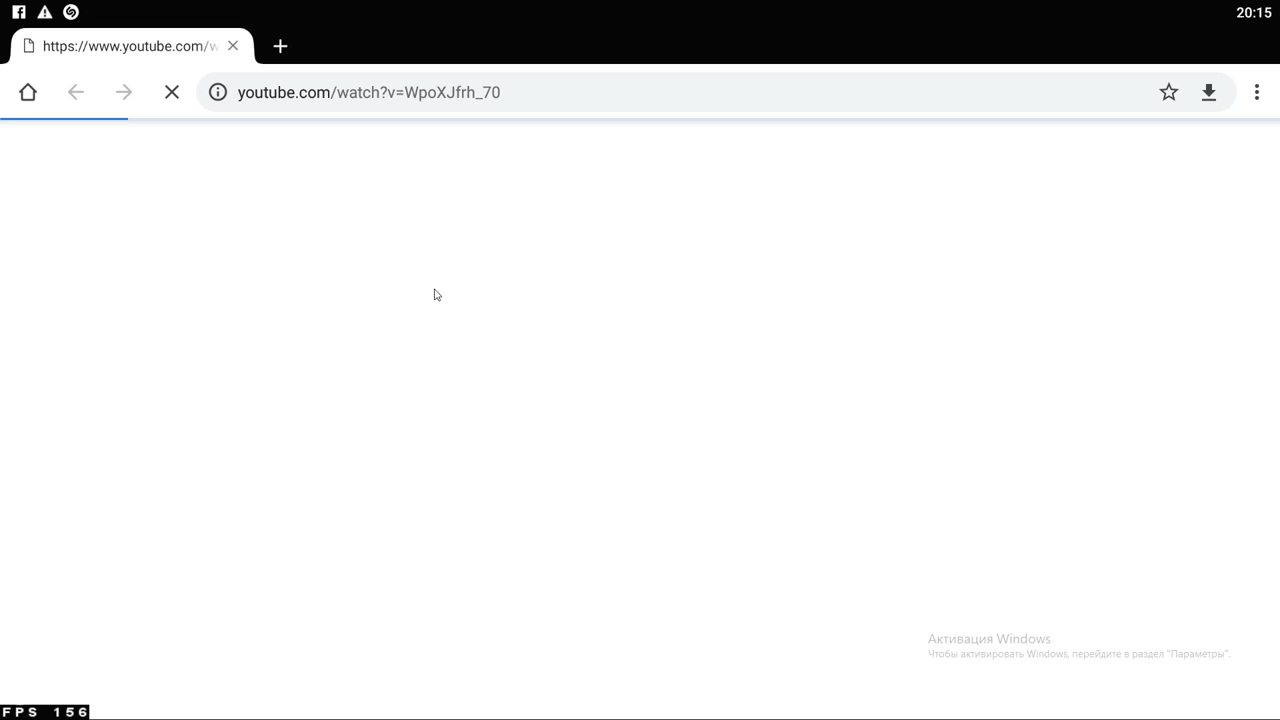 20:15
https://www.youtube.com/w
youtube.com/watch?v=WpoXJfrh_70
Активация Windows
Чтобы активировать Windows, перейдите в раздел "Параметры".
FPS 156